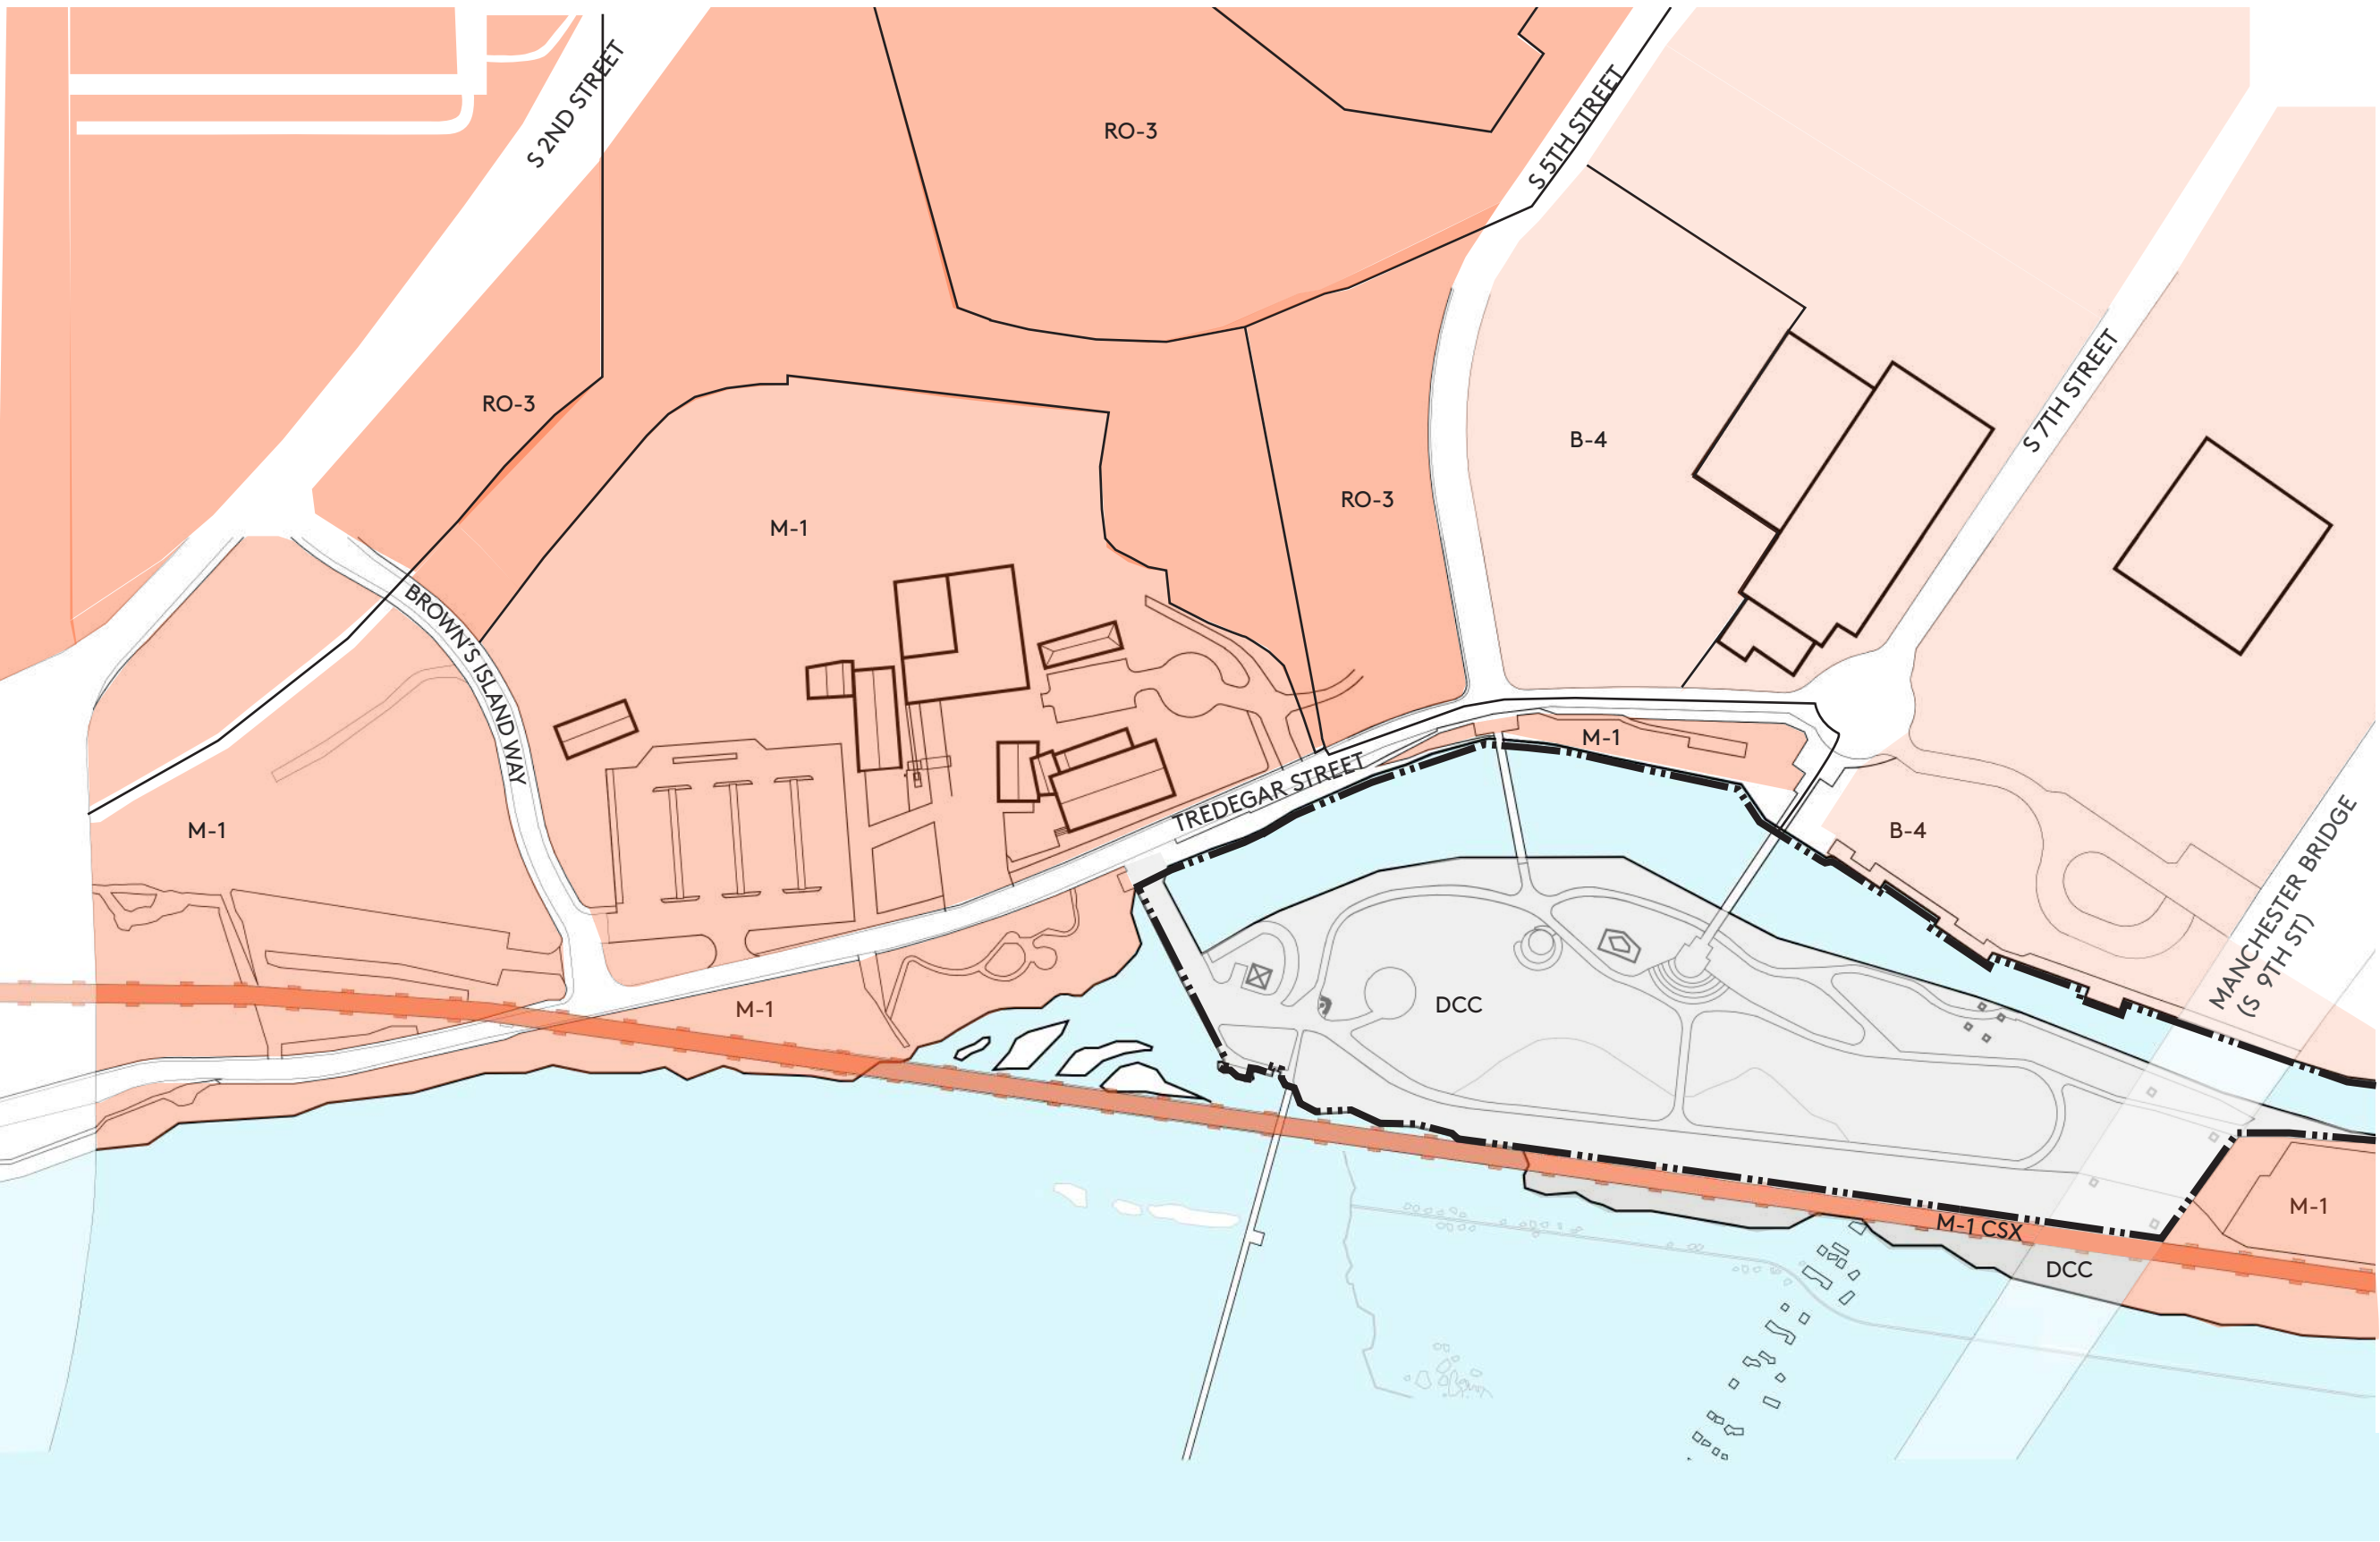 S 2ND STREET
RO-3
S 5TH STREET
RO-3
B-4
S 7TH STREET
RO-3
M-1
BROWN'S ISLAND WAY
M-1
TREDEGAR STREET
M-1
B-4
MANCHESTER BRIDGE
(S 9TH ST)
M-1
DCC
M-1
M-1 CSX
DCC